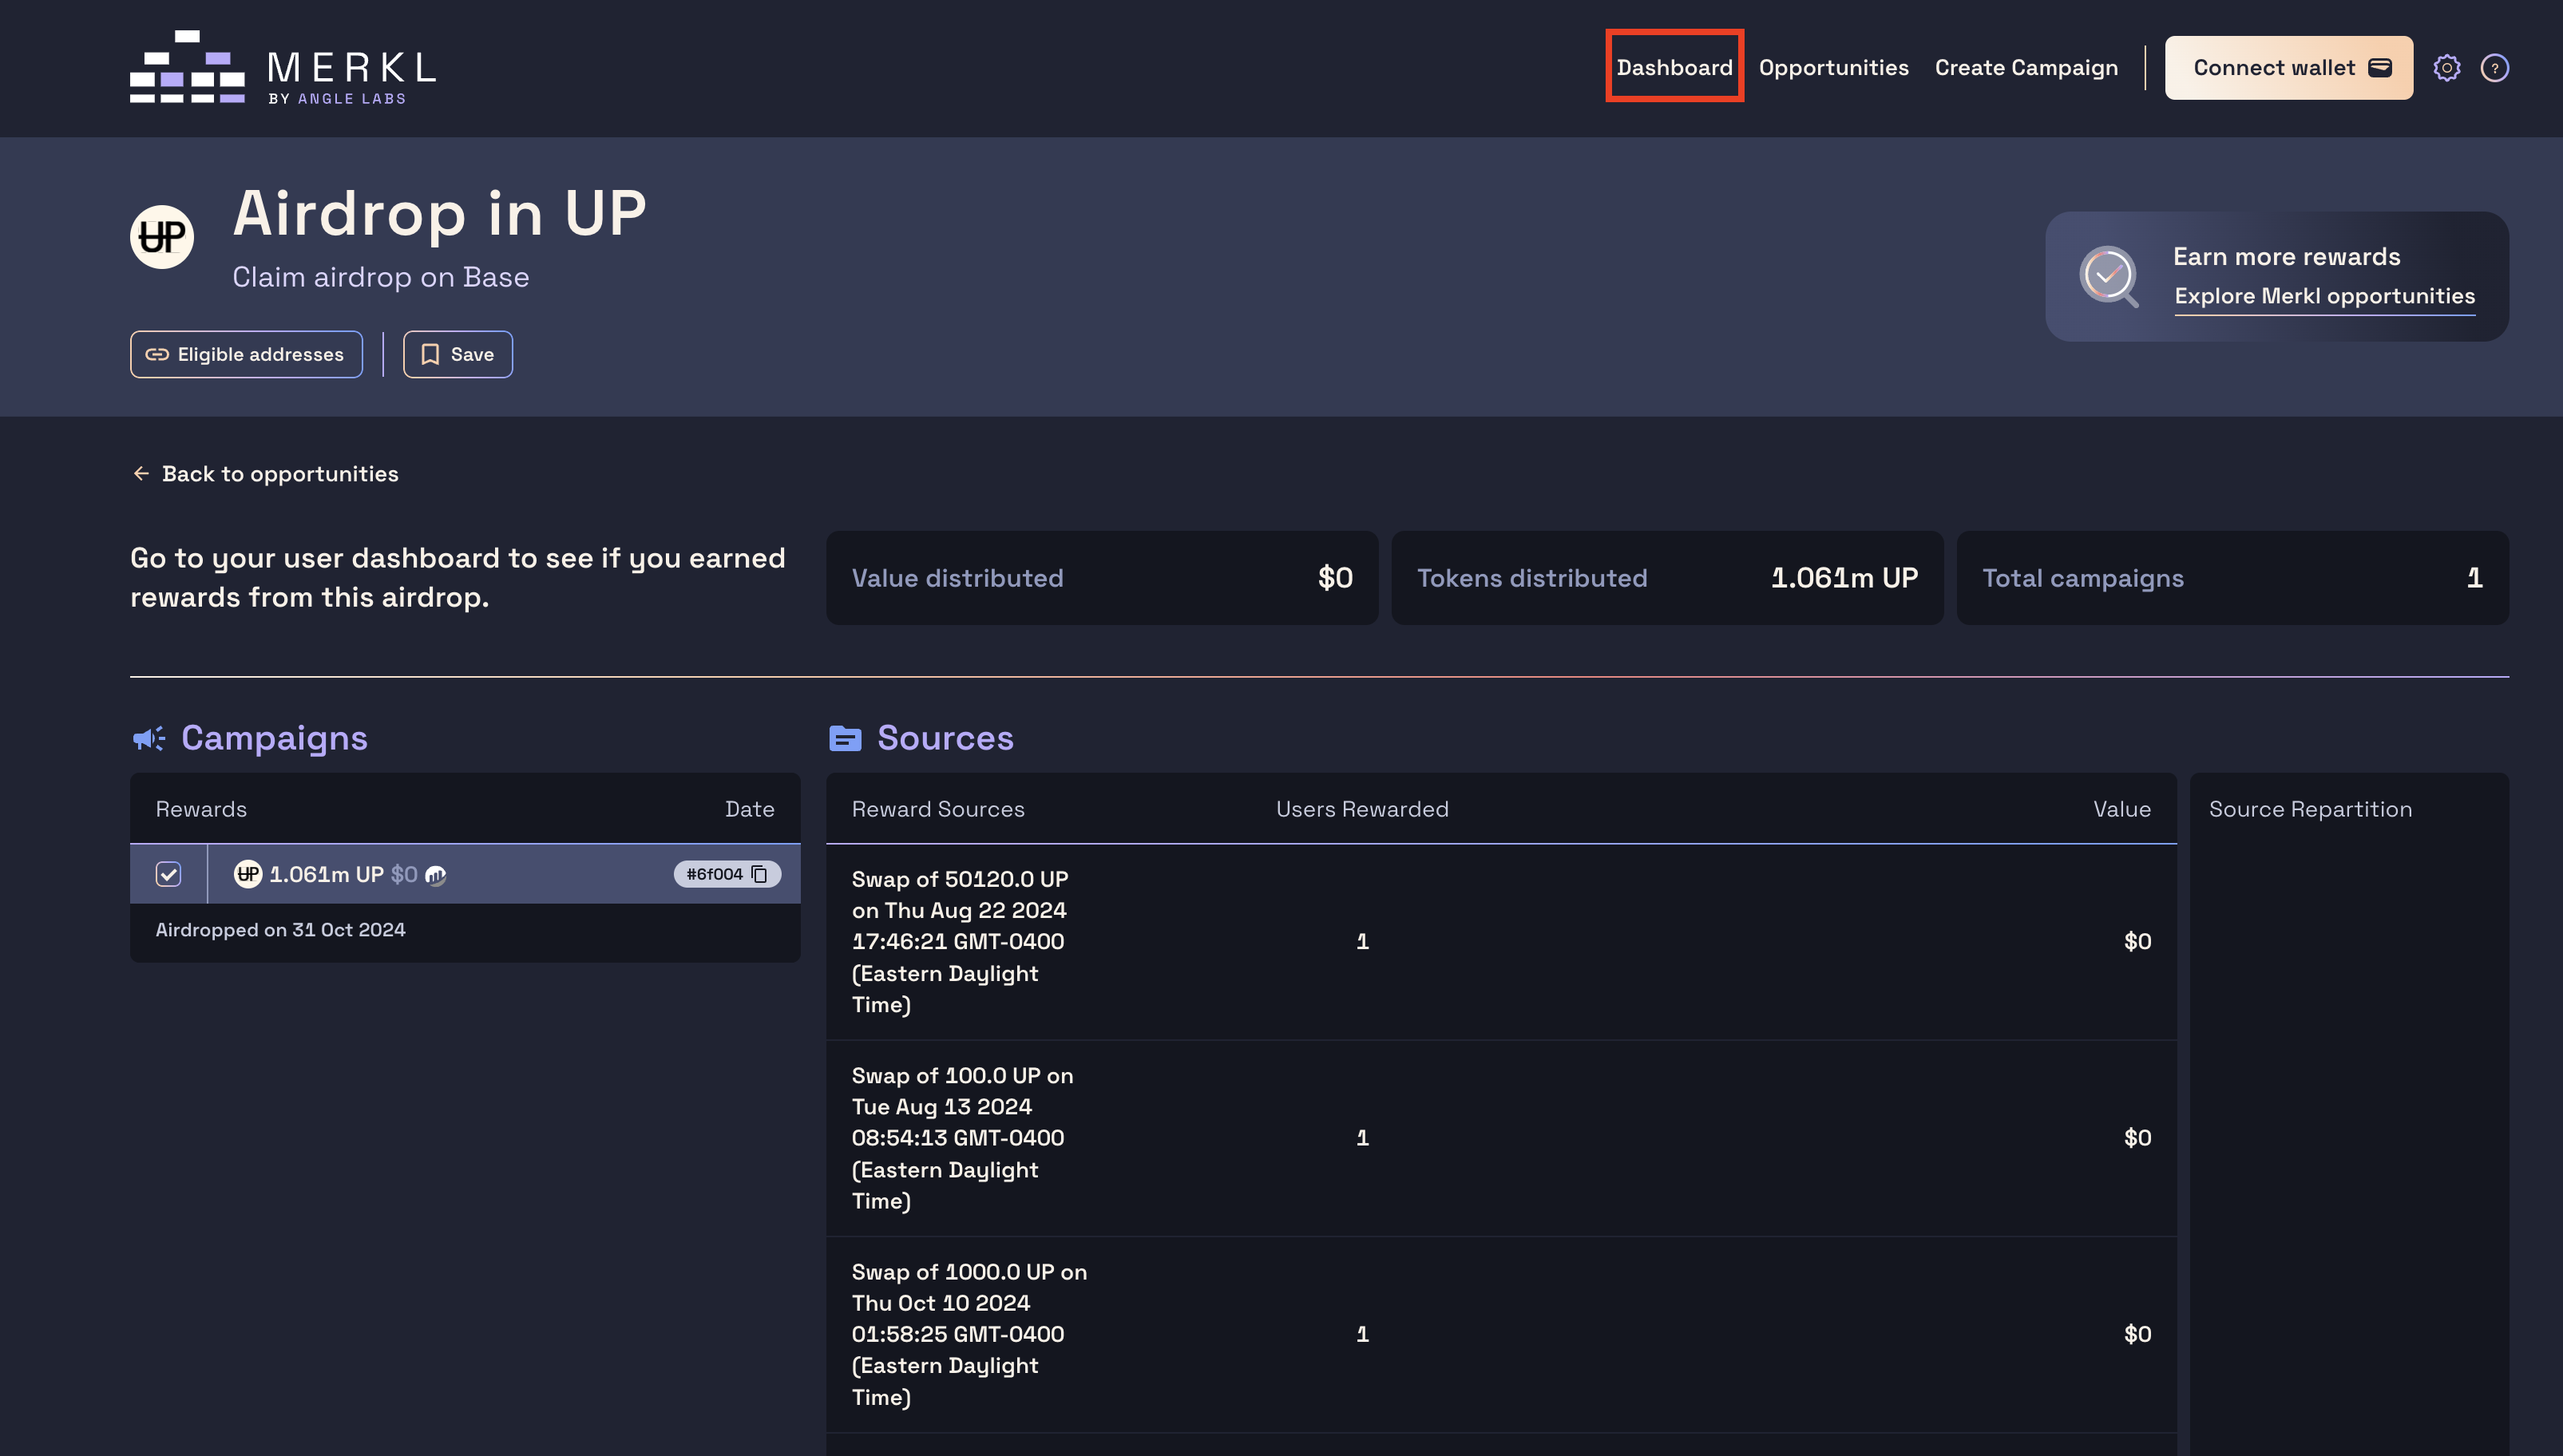 MERKL
BY ANGLE LABS
Dashboard
Opportunities
Create Campaign
Connect wallet
?
UP
Airdrop in UP
Claim airdrop on Base
Eligible addresses
Save
Earn more rewards
Explore Merkl opportunities
Back to opportunities
Go to your user dashboard to see if you earned
rewards from this airdrop.
Value distributed
$0
Tokens distributed
1.061m UP
Total campaigns
1
Campaigns
Rewards
Date
UP
1.061m UP $0
#6f004
Airdropped on 31 Oct 2024
Sources
Reward Sources
Users Rewarded
Value
Swap of 50120.0 UP
on Thu Aug 22 2024
17:46:21 GMT-0400
(Eastern Daylight
Time)
1
$0
Swap of 100.0 UP on
Tue Aug 13 2024
08:54:13 GMT-0400
(Eastern Daylight
Time)
1
$0
Swap of 1000.0 UP on
Thu Oct 10 2024
01:58:25 GMT-0400
(Eastern Daylight
Time)
1
$0
Source Repartition